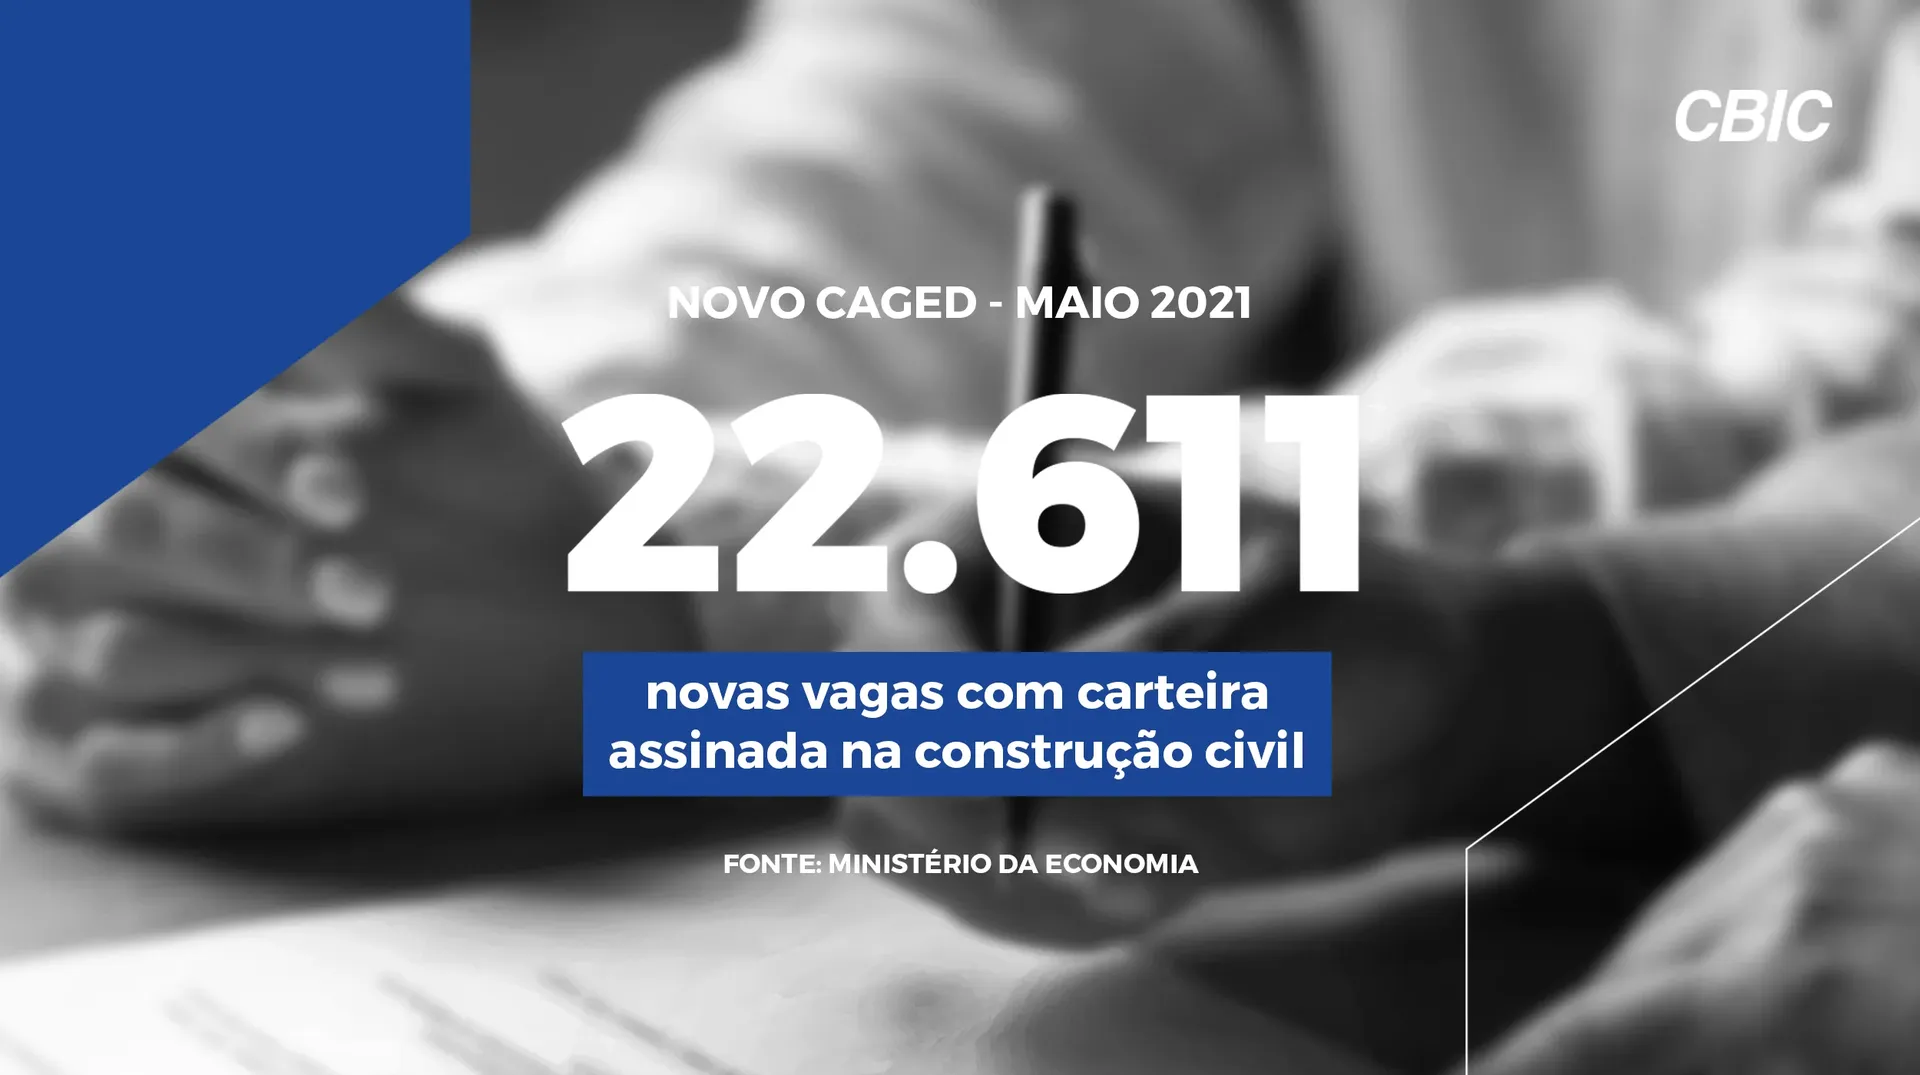 CBIC
NOVO CAGED - MAIO 2021
22.611
novas vagas com carteira
assinada na construção civil
FONTE: MINISTÉRIO DA ECONOMIA